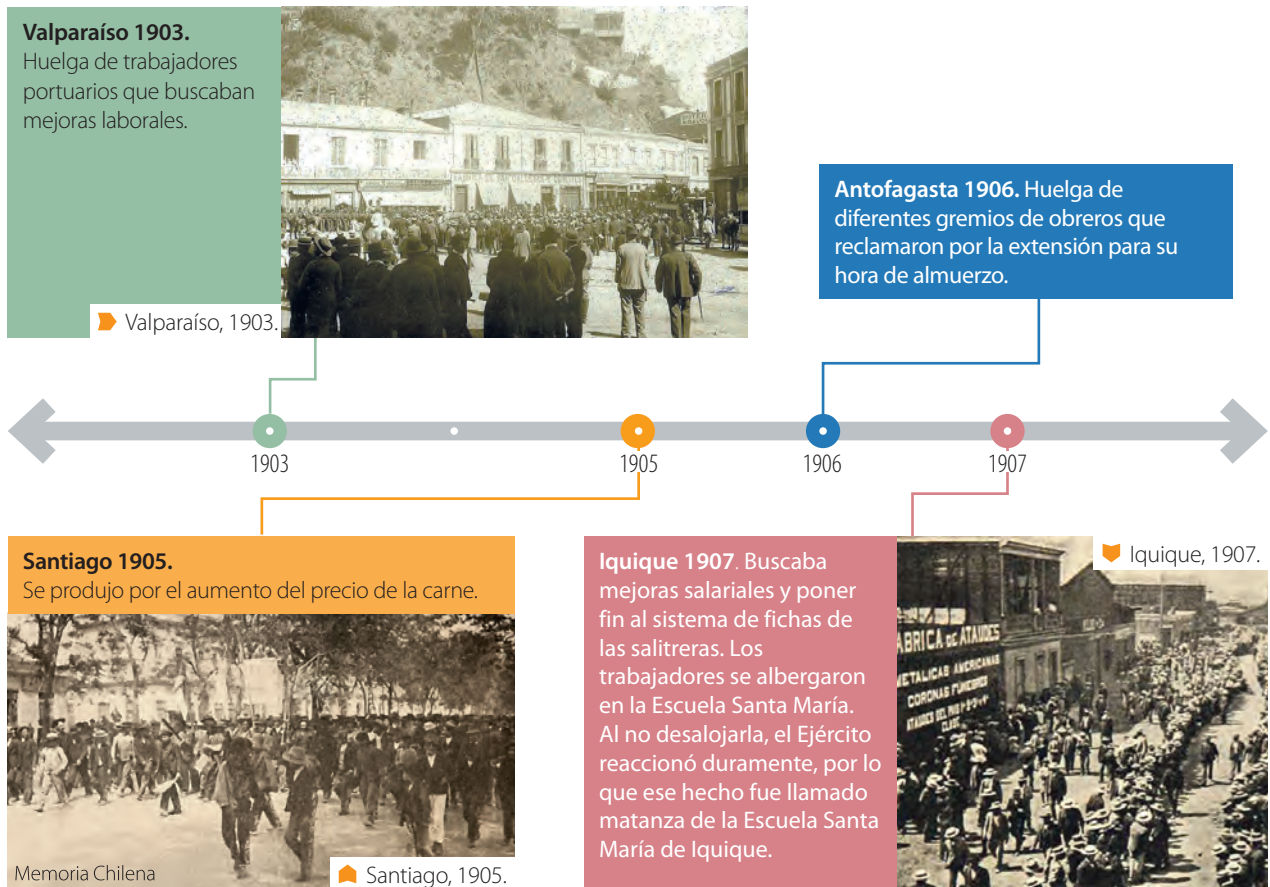 Valparaíso 1903.
Huelga de trabajadores
portuarios que buscaban
mejoras laborales.
Valparaíso, 1903.
Antofagasta 1906. Huelga de
diferentes gremios de obreros que
reclamaron por la extensión para su
hora de almuerzo.
1903
1905
1906
1907
Santiago 1905.
Se produjo por el aumento del precio de la carne.
Memoria Chilena
Santiago, 1905.
Iquique 1907. Buscaba
mejoras salariales y poner
fin al sistema de fichas de
las salitreras. Los
trabajadores se albergaron
en la Escuela Santa María.
Al no desalojarla, el Ejército
reaccionó duramente, por lo
que ese hecho fue llamado
matanza de la Escuela Santa
María de Iquique.
Iquique, 1907.
ABRICA DE ATAUDES
METALICAS AMERICANAS
CORONAS FUNEBRES
ATAUDES DEL PAIS
CLASE